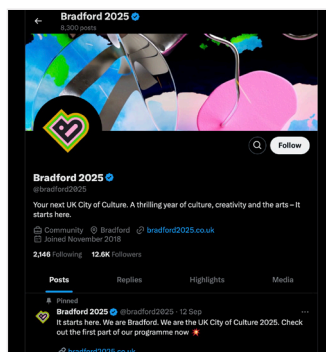 Bradford 2025
8,300 posts
Follow
Bradford 2025
@bradford2025
Your next UK City of Culture. A thrilling year of culture, creativity and the arts – It
starts here.
Community Bradford bradford2025.co.uk
Joined November 2018
2,146 Following 12.6K Followers
Posts Replies Highlights Media
Pinned
Bradford 2025 @bradford2025 · 12 Sep
It starts here. We are Bradford. We are the UK City of Culture 2025. Check
out the first part of our programme now 💥
bradford2025.co.uk